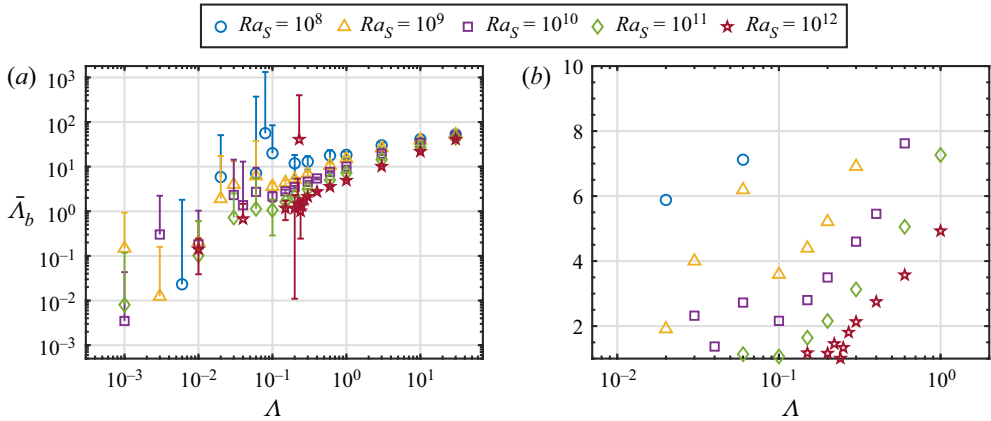 Ra_S = 10^8 Ra_S = 10^9 Ra_S = 10^10 Ra_S = 10^11 Ra_S = 10^12
(a)
10^3
10^2
10^1
10^0
10^−1
10^−2
10^−3
Λ̄_b
10^−3 10^−2 10^−1 10^0 10^1
Λ
(b)
10
8
6
4
2
10^−2 10^−1 10^0
Λ